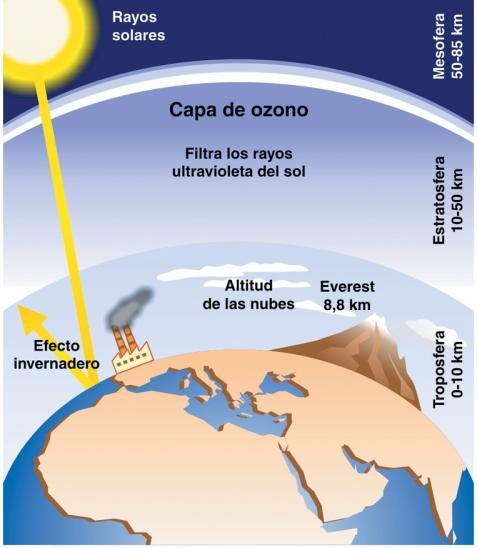 Rayos
solares
Mesofera
50-85 km
Capa de ozono
Filtra los rayos
ultravioleta del sol
Estratosfera
10-50 km
Altitud
de las nubes
Everest
8,8 km
Efecto
invernadero
Troposfera
0-10 km